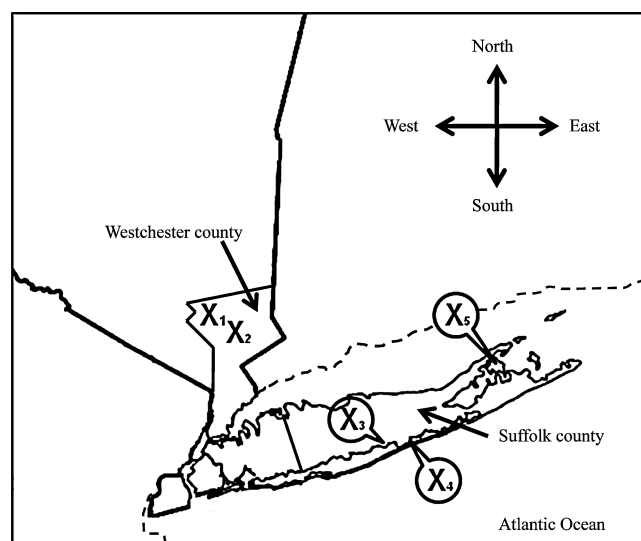 North
West
East
South
Westchester county
X1
X2
X5
X3
Suffolk county
X4
Atlantic Ocean